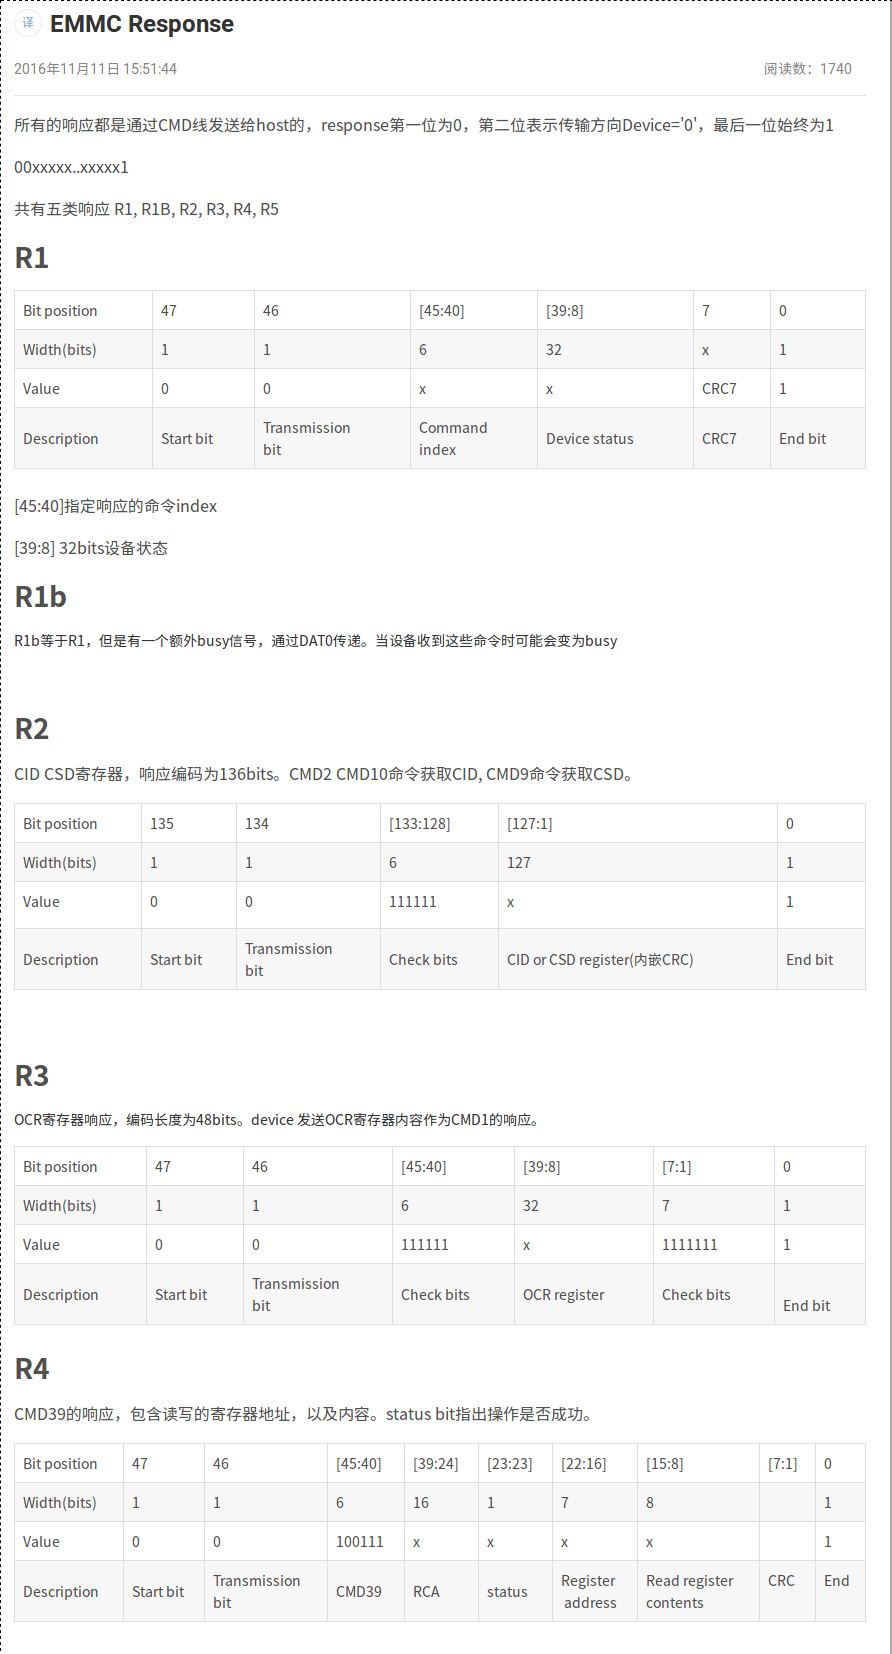 译 EMMC Response
2016年11月11日 15:51:44 阅读数：1740
所有的响应都是通过CMD线发送给host的，response第一位为0，第二位表示传输方向Device='0'，最后一位始终为1
00xxxxx..xxxxx1
共有五类响应 R1, R1B, R2, R3, R4, R5
R1
Bit position 47 46 [45:40] [39:8] 7 0
Width(bits) 1 1 6 32 x 1
Value 0 0 x x CRC7 1
Description Start bit Transmission bit Command index Device status CRC7 End bit
[45:40]指定响应的命令index
[39:8] 32bits设备状态
R1b
R1b等于R1，但是有一个额外busy信号，通过DAT0传递。当设备收到这些命令时可能会变为busy
R2
CID CSD寄存器，响应编码为136bits。CMD2 CMD10命令获取CID, CMD9命令获取CSD。
Bit position 135 134 [133:128] [127:1] 0
Width(bits) 1 1 6 127 1
Value 0 0 111111 x 1
Description Start bit Transmission bit Check bits CID or CSD register(内嵌CRC) End bit
R3
OCR寄存器响应，编码长度为48bits。device 发送OCR寄存器内容作为CMD1的响应。
Bit position 47 46 [45:40] [39:8] [7:1] 0
Width(bits) 1 1 6 32 7 1
Value 0 0 111111 x 1111111 1
Description Start bit Transmission bit Check bits OCR register Check bits End bit
R4
CMD39的响应，包含读写的寄存器地址，以及内容。status bit指出操作是否成功。
Bit position 47 46 [45:40] [39:24] [23:23] [22:16] [15:8] [7:1] 0
Width(bits) 1 1 6 16 1 7 8 1
Value 0 0 100111 x x x x 1
Description Start bit Transmission bit CMD39 RCA status Register address Read register contents CRC End